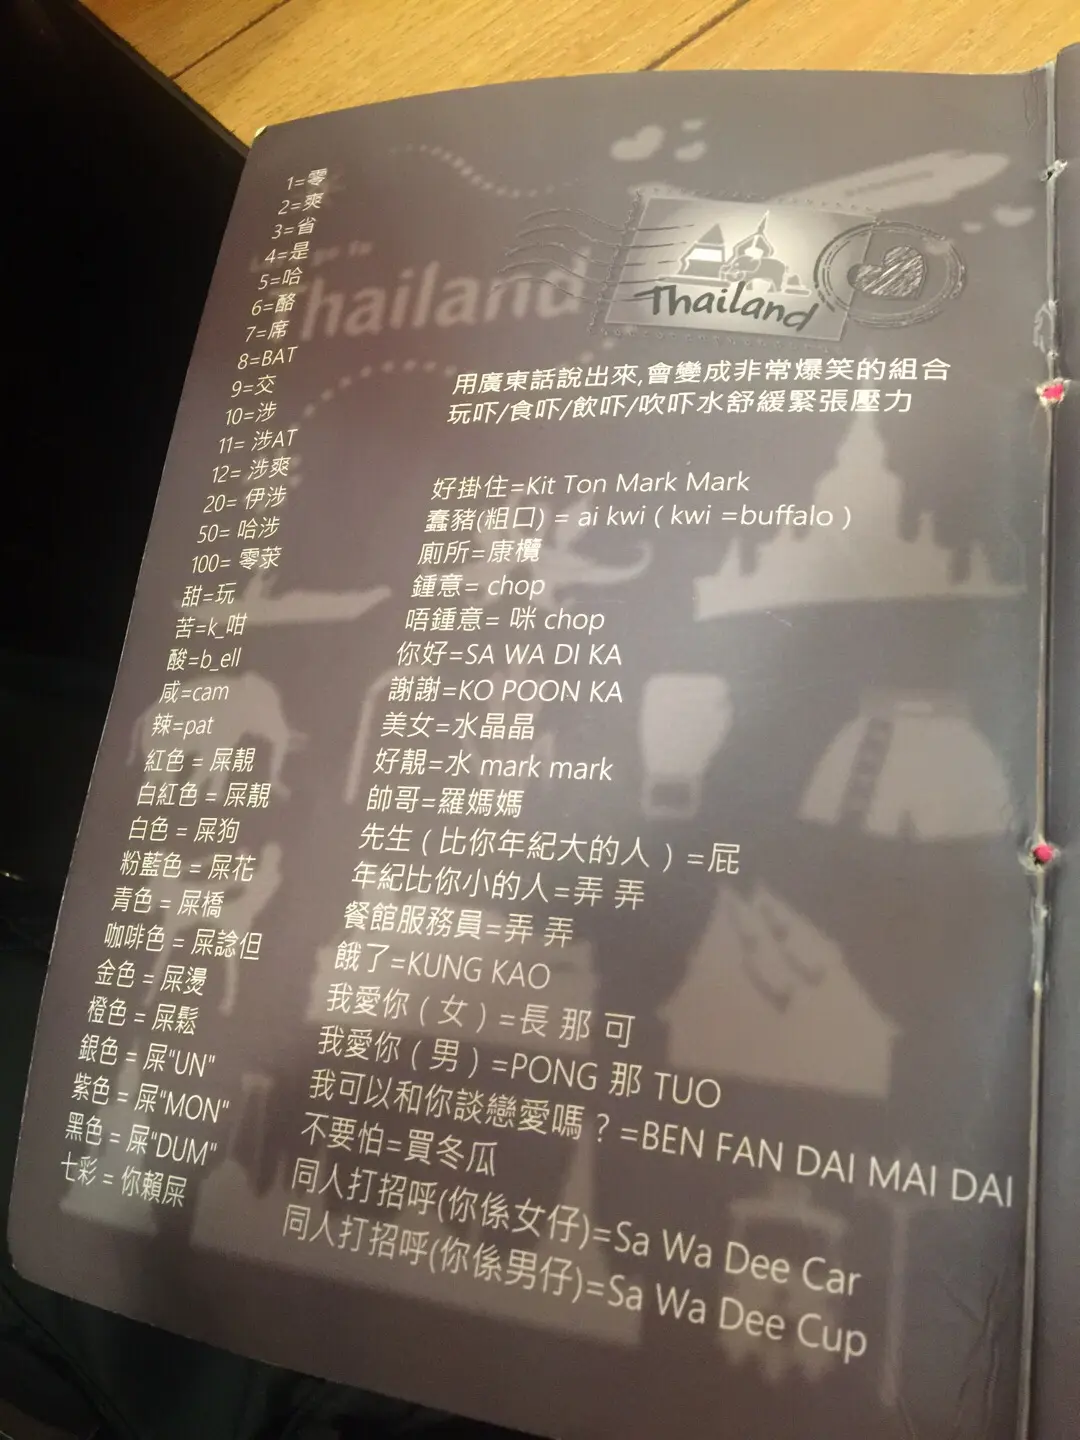 1=零
2=爽
3=省
4=是
5=哈
6=酪
7=席
8=BAT
9=交
10=涉
11= 涉AT
12= 涉爽
20= 伊涉
50= 哈涉
100= 零菉
甜=玩
苦=k_咁
酸=b_ell
咸=cam
辣=pat
紅色 = 屎靚
白紅色 = 屎靚
白色 = 屎狗
粉藍色 = 屎花
青色 = 屎橋
咖啡色 = 屎諗但
金色 = 屎燙
橙色 = 屎鬆
銀色 = 屎"UN"
紫色 = 屎"MON"
黑色 = 屎"DUM"
七彩 = 你賴屎
hailand
Thailand
用廣東話說出來,會變成非常爆笑的組合
玩吓/食吓/飲吓/吹吓水舒緩緊張壓力
好掛住=Kit Ton Mark Mark
蠢豬(粗口) = ai kwi ( kwi =buffalo )
廁所=康欖
鍾意= chop
唔鍾意= 咪 chop
你好=SA WA DI KA
謝謝=KO POON KA
美女=水晶晶
好靚=水 mark mark
帥哥=羅媽媽
先生 ( 比你年紀大的人 ) =屁
年紀比你小的人=弄 弄
餐館服務員=弄 弄
餓了=KUNG KAO
我愛你 ( 女 ) =長 那 可
我愛你 ( 男 ) =PONG 那 TUO
我可以和你談戀愛嗎 ? =BEN FAN DAI MAI DAI
不要怕=買冬瓜
同人打招呼(你係女仔)=Sa Wa Dee Car
同人打招呼(你係男仔)=Sa Wa Dee Cup